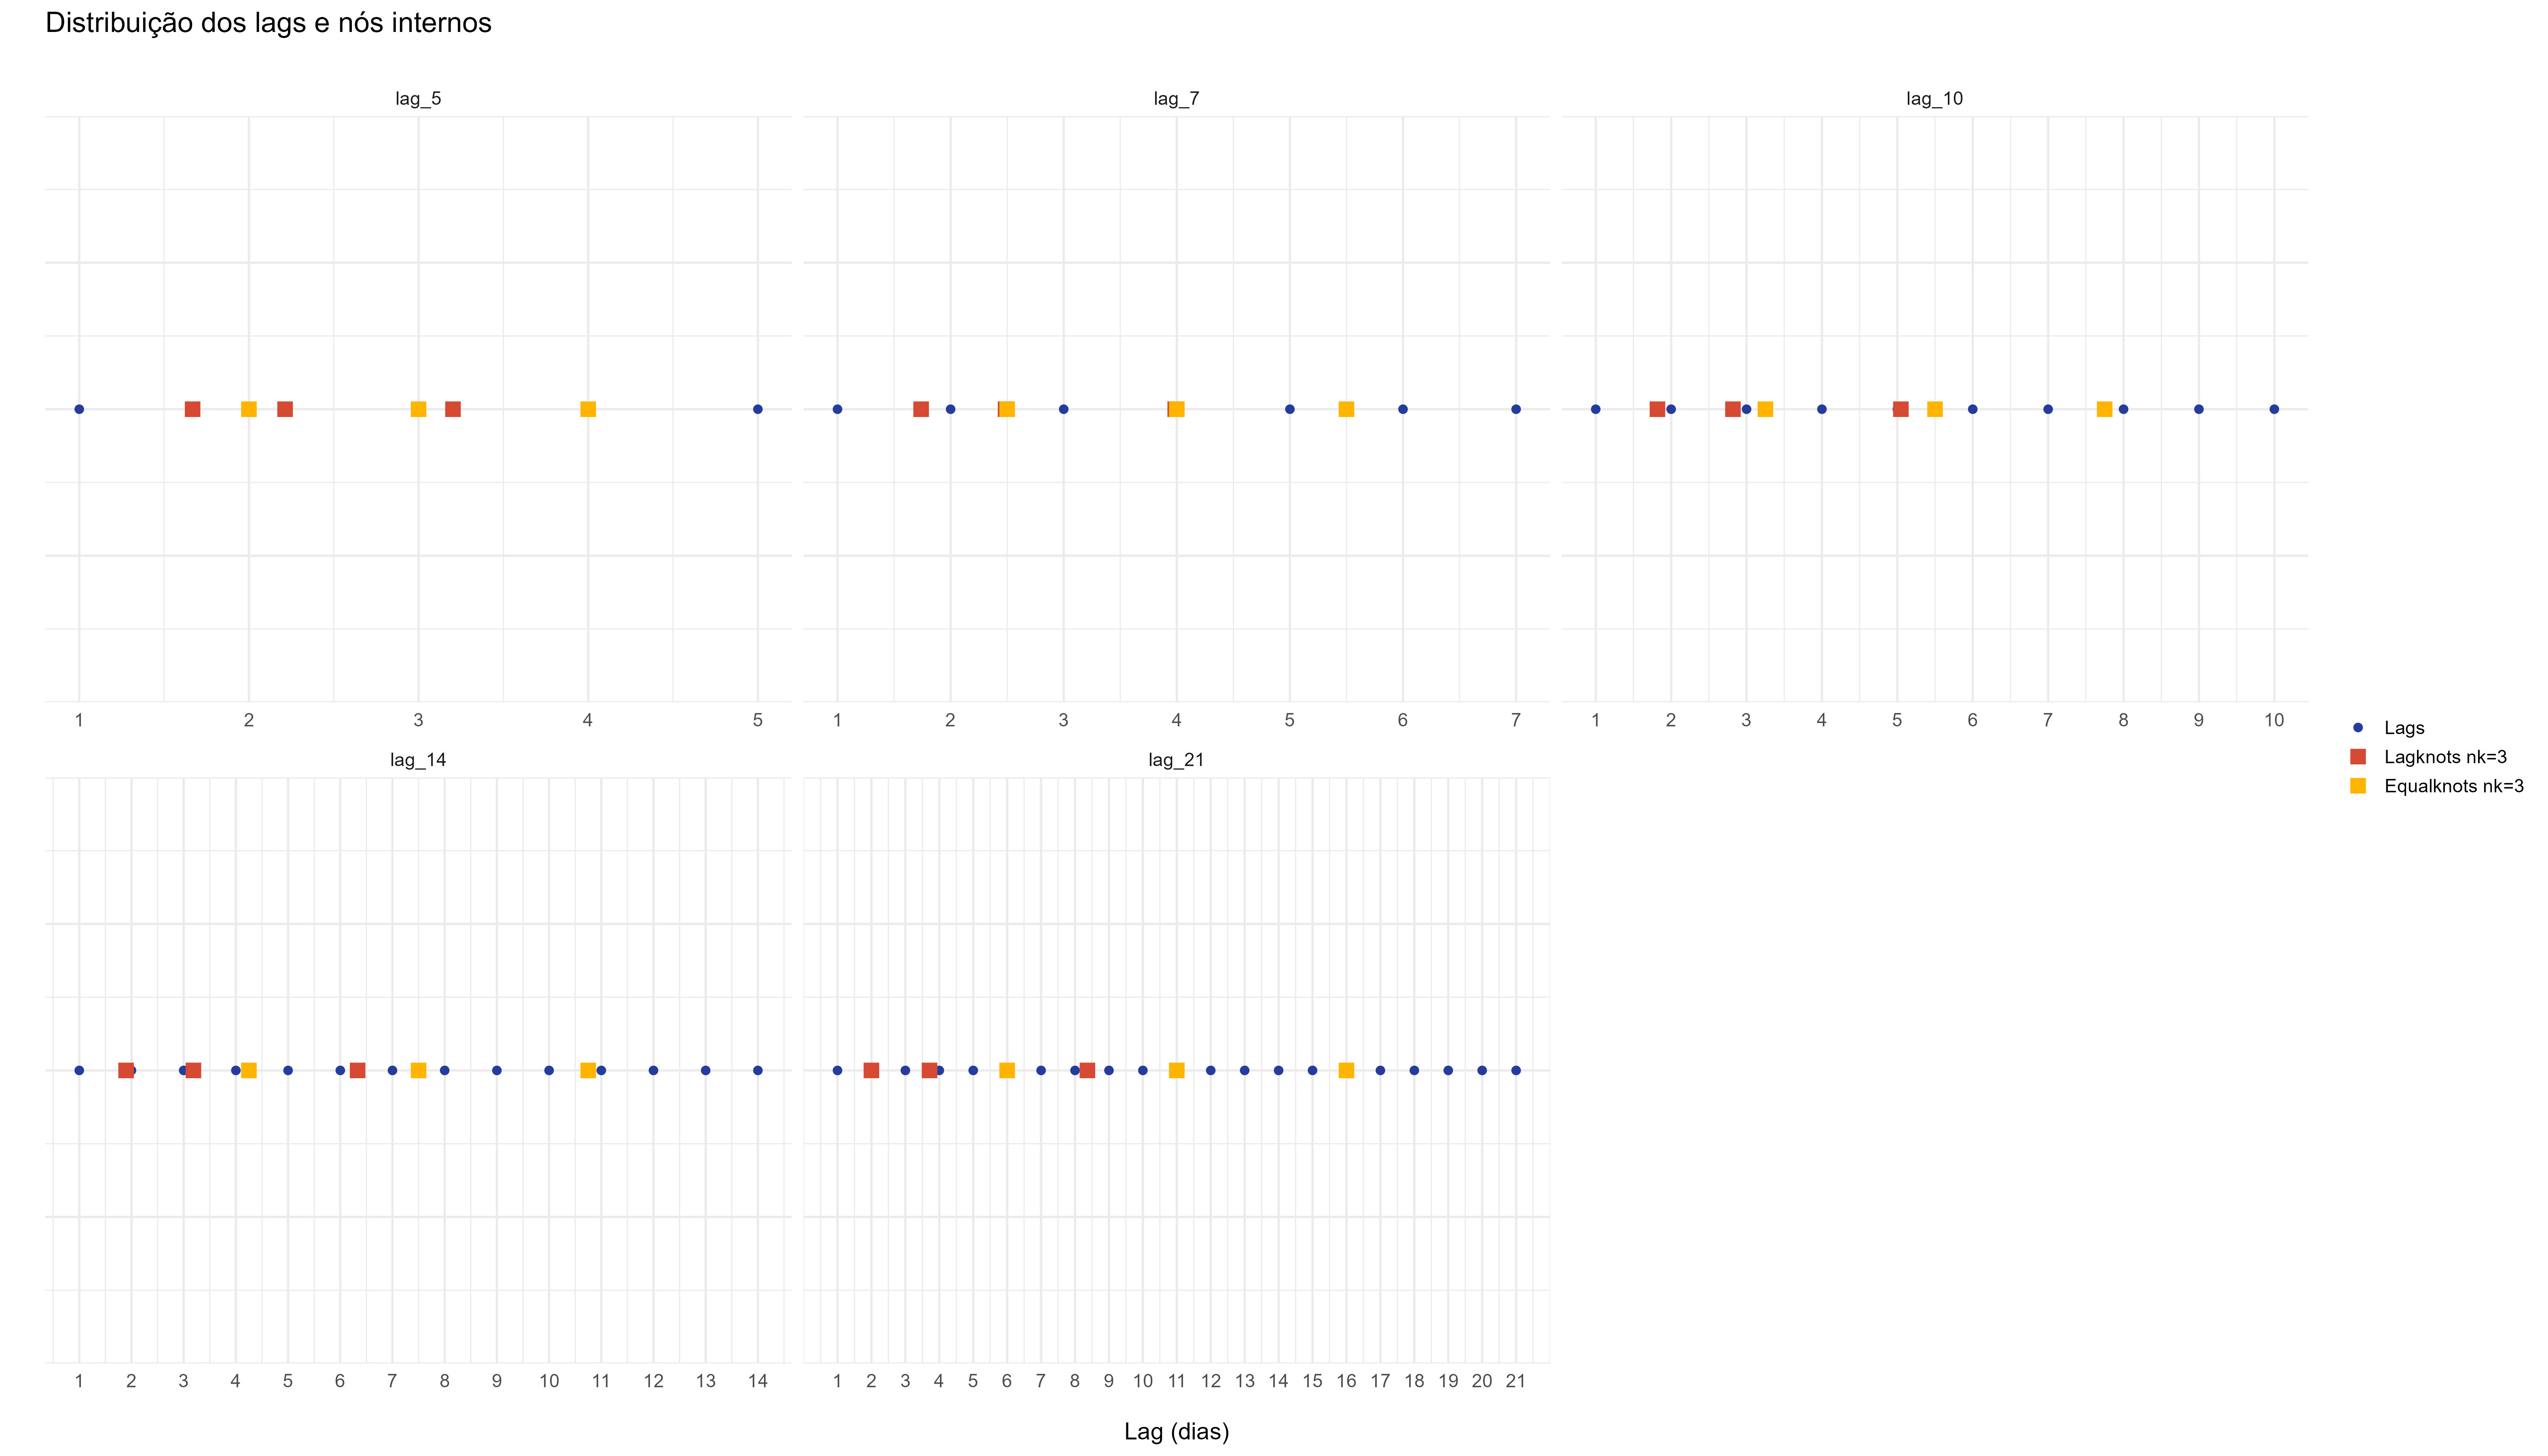 Distribuição dos lags e nós internos
lag_5
lag_7
lag_10
1 2 3 4 5
1 2 3 4 5 6 7
1 2 3 4 5 6 7 8 9 10
Lags
Lagknots nk=3
Equalknots nk=3
lag_14
lag_21
1 2 3 4 5 6 7 8 9 10 11 12 13 14
1 2 3 4 5 6 7 8 9 10 11 12 13 14 15 16 17 18 19 20 21
Lag (dias)